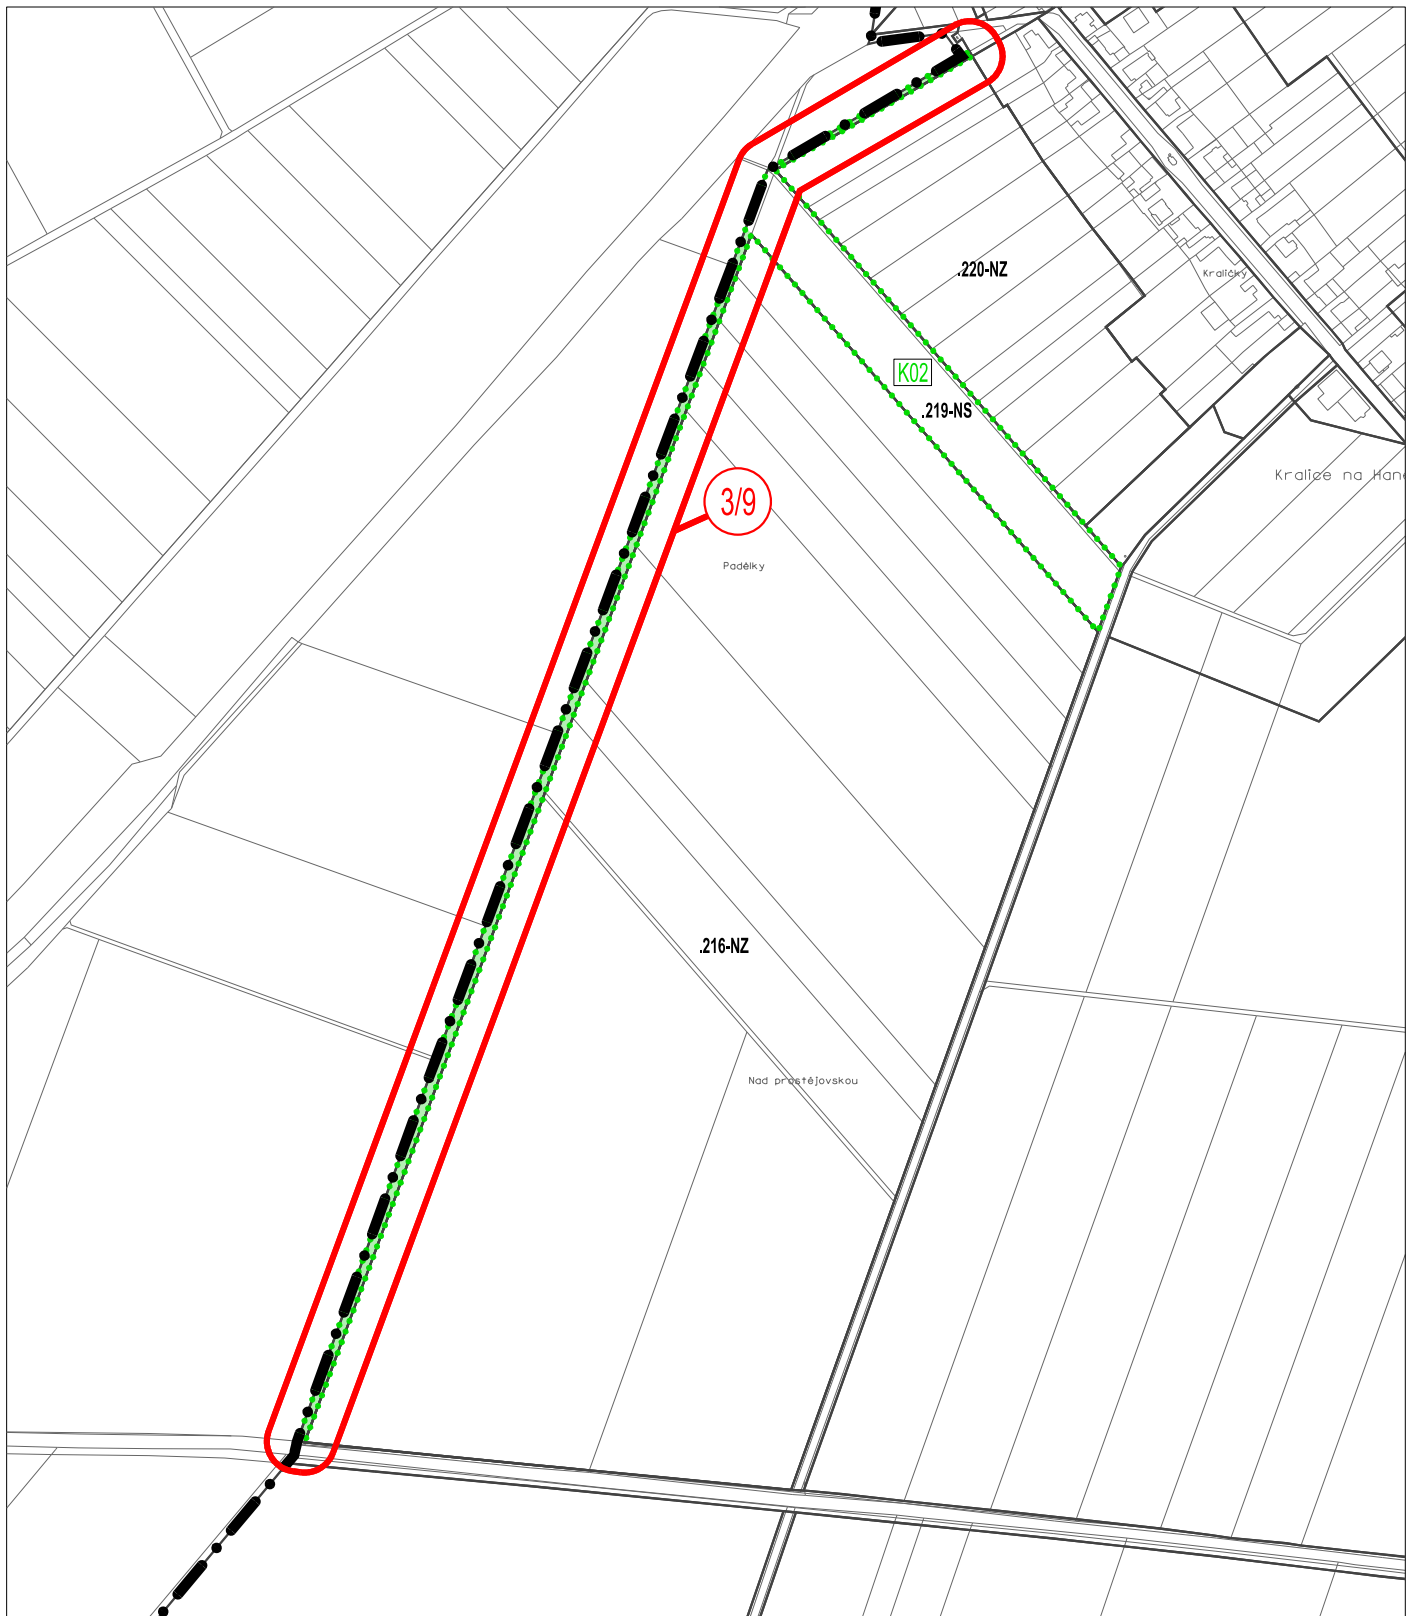 .220-NZ
Kraličky
K02
.219-NS
Kralice na Hané
3/9
Padělky
.216-NZ
Nad prostějovskou